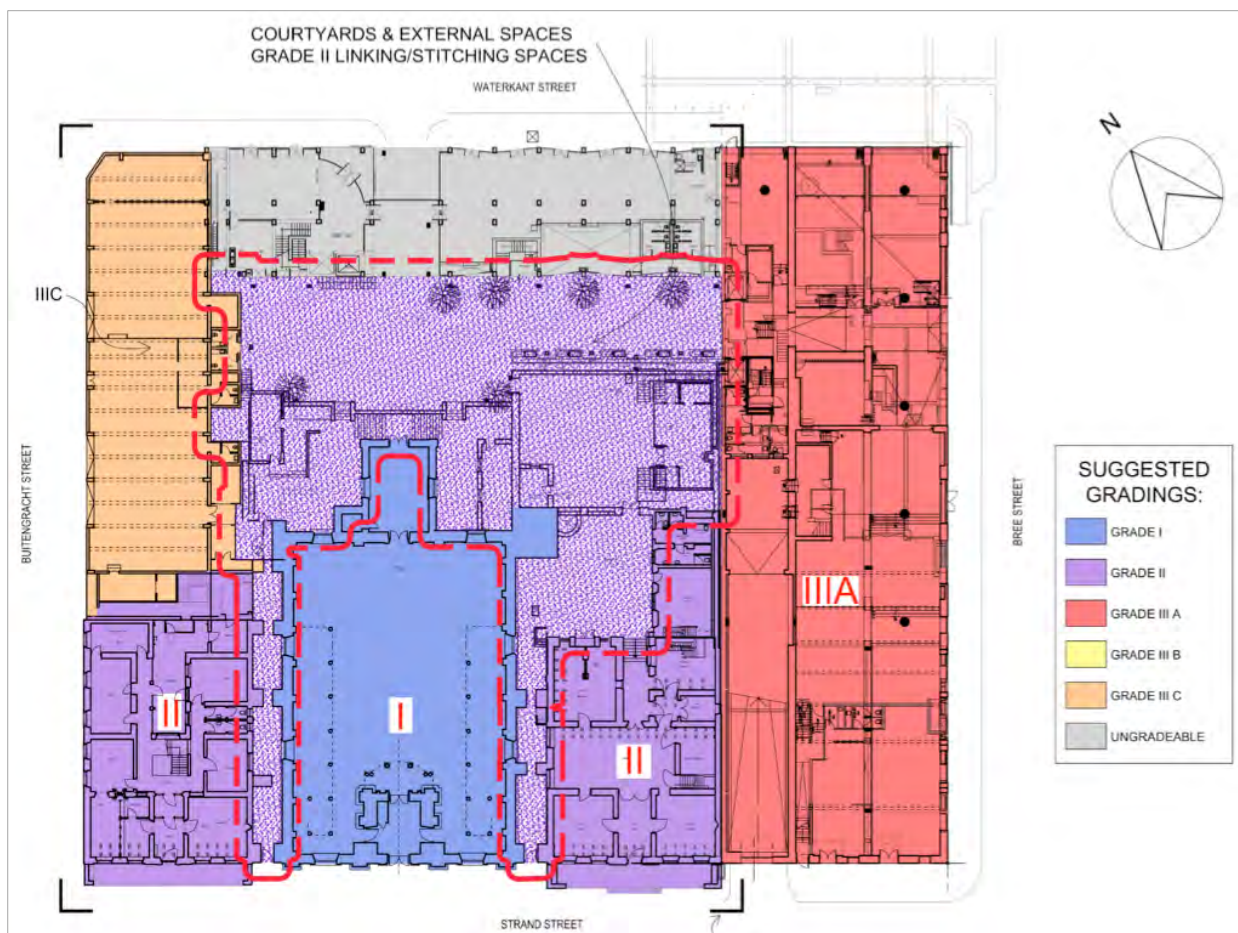 COURTYARDS & EXTERNAL SPACES
GRADE II LINKING/STITCHING SPACES
WATERKANT STREET
N
IIIC
BUITENGRACHT STREET
BREE STREET
SUGGESTED
GRADINGS:
GRADE I
GRADE II
GRADE III A
GRADE III B
GRADE III C
UNGRADEABLE
IIIA
II
I
II
STRAND STREET